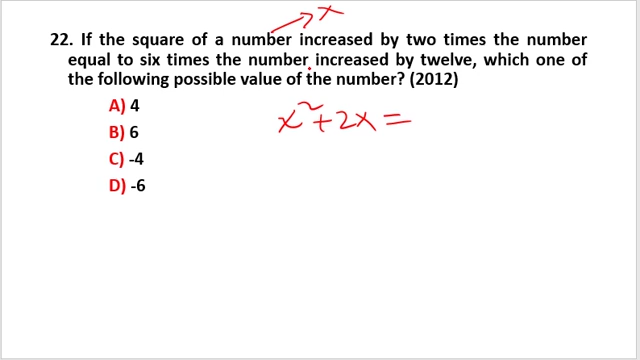 x
22. If the square of a number increased by two times the number
equal to six times the number increased by twelve, which one of
the following possible value of the number? (2012)
A) 4
x²+2x=
B) 6
C) -4
D) -6